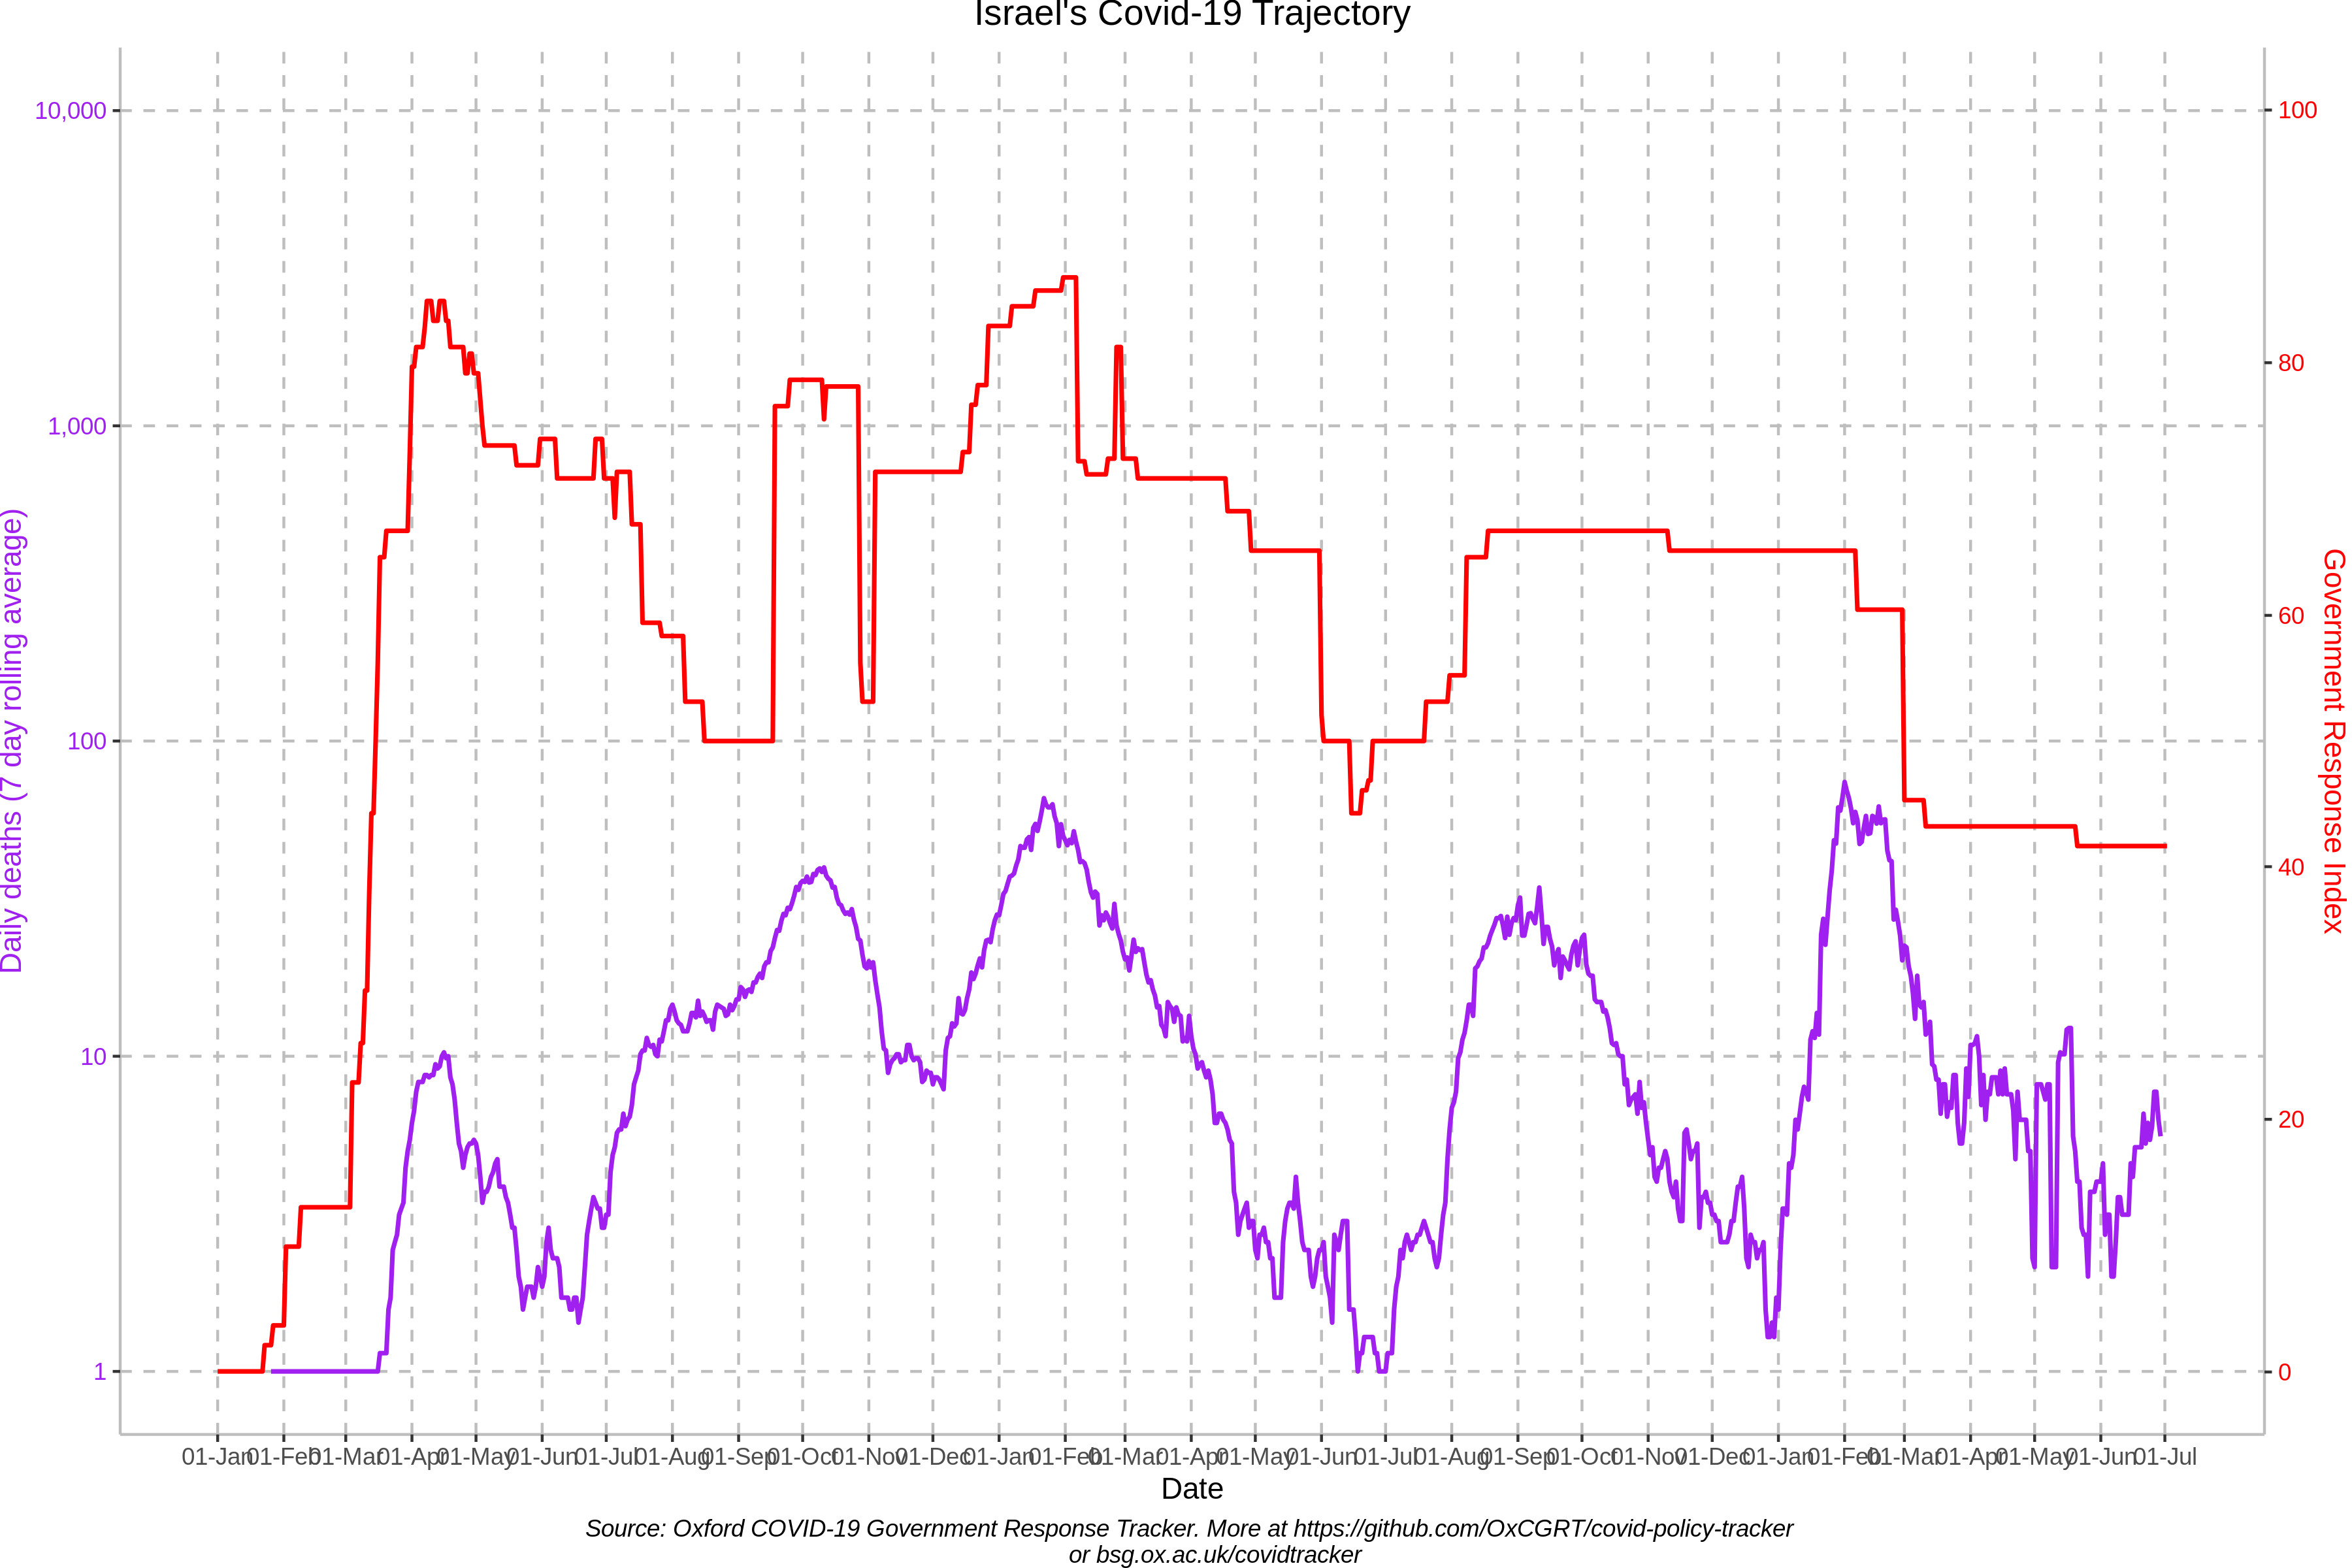 Israel's Covid-19 Trajectory
10,000
1,000
100
10
1
100
80
60
40
20
0
Daily deaths (7 day rolling average)
Government Response Index
01-Jan 01-Feb 01-Mar 01-Apr 01-May 01-Jun 01-Jul 01-Aug 01-Sep 01-Oct 01-Nov 01-Dec 01-Jan 01-Feb 01-Mar 01-Apr 01-May 01-Jun 01-Jul 01-Aug 01-Sep 01-Oct 01-Nov 01-Dec 01-Jan 01-Feb 01-Mar 01-Apr 01-May 01-Jun 01-Jul
Date
Source: Oxford COVID-19 Government Response Tracker. More at https://github.com/OxCGRT/covid-policy-tracker
or bsg.ox.ac.uk/covidtracker